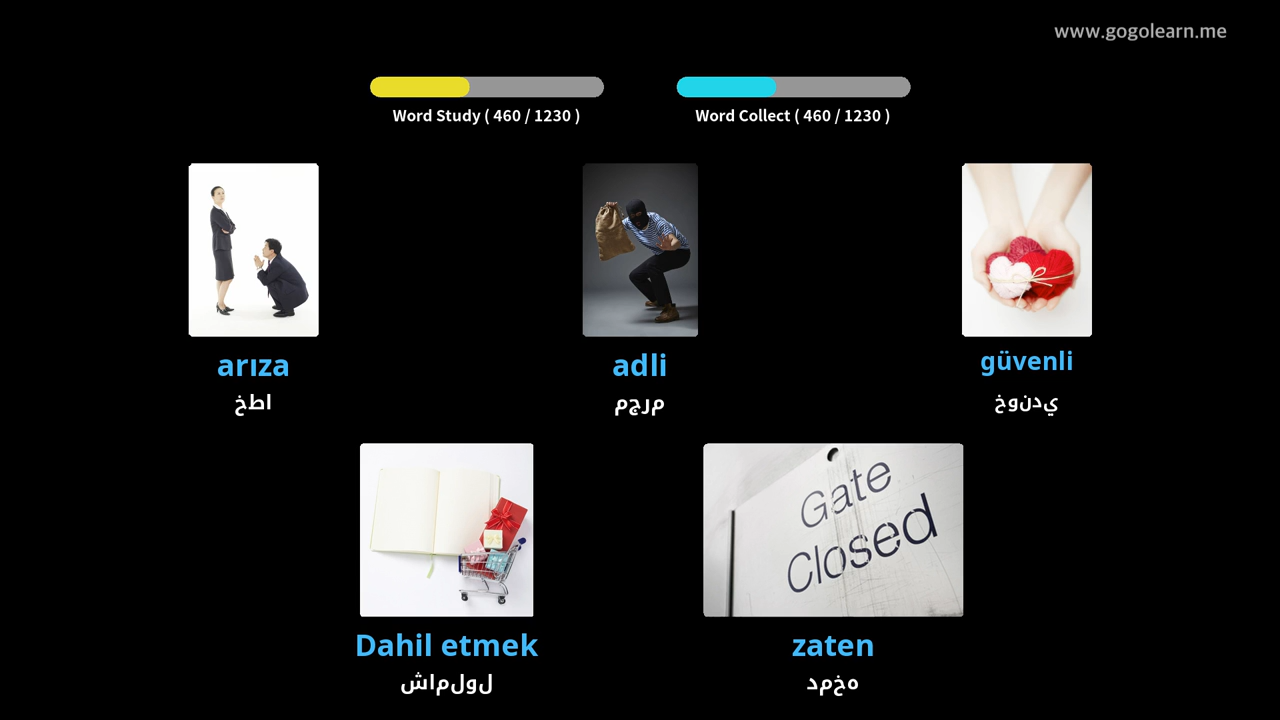 www.gogolearn.me
Word Study ( 460 / 1230 )
Word Collect ( 460 / 1230 )
arıza
اطخ
adli
مرجم
güvenli
يدنوخ
Gate
Closed
Dahil etmek
لولماش
zaten
هخمد